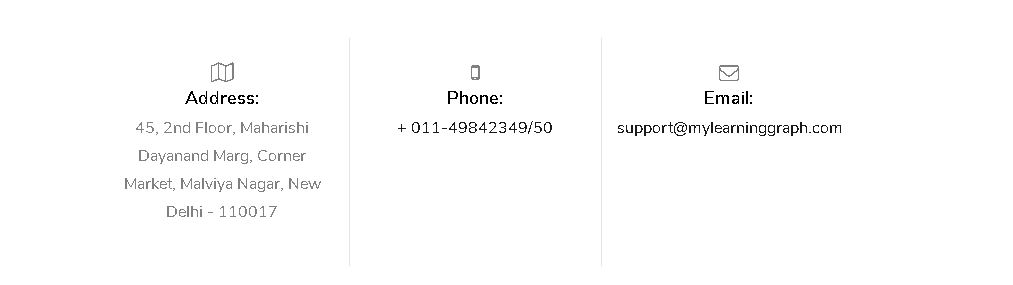 Address:
45, 2nd Floor, Maharishi
Dayanand Marg, Corner
Market, Malviya Nagar, New
Delhi - 110017
Phone:
+ 011-49842349/50
Email:
support@mylearninggraph.com